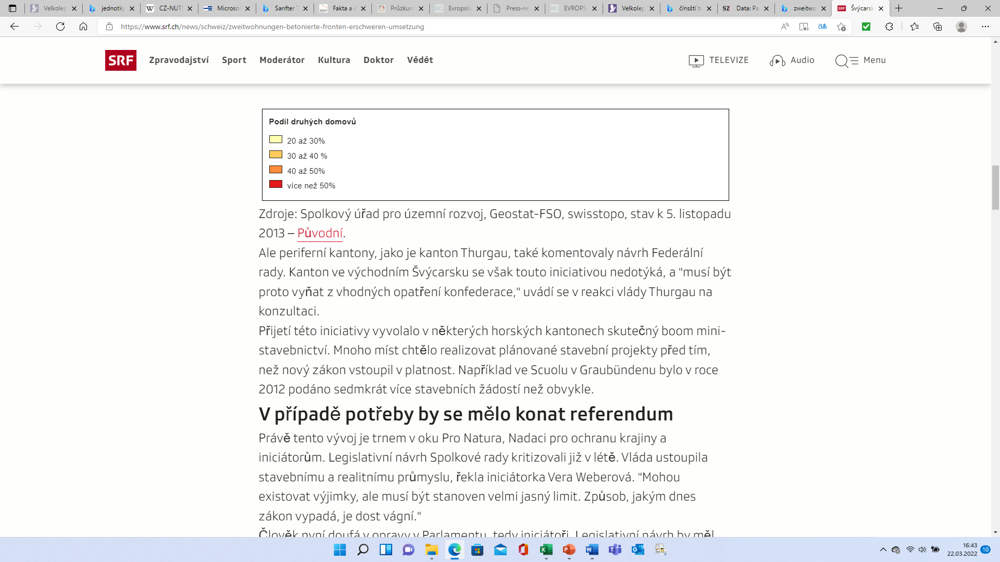 Velkolep
jednotky
CZ-NUTS
Microsof
Sanfter T
Fakta a č
Průzkum
Evropská
Press-rel
EVROPS
Velkolep
čínští tu
Data: Pa
zweitwo
Švýcarsk
https://www.srf.ch/news/schweiz/zweitwohnungen-betonierte-fronten-erschweren-umsetzung
SRF Zpravodajství Sport Moderátor Kultura Doktor Vědět TELEVIZE Audio Menu
Podíl druhých domovů
20 až 30%
30 až 40 %
40 až 50%
více než 50%
Zdroje: Spolkový úřad pro územní rozvoj, Geostat-FSO, swisstopo, stav k 5. listopadu
2013 – Původní.
Ale periferní kantony, jako je kanton Thurgau, také komentovaly návrh Federální
rady. Kanton ve východním Švýcarsku se však touto iniciativou nedotýká, a "musí být
proto vyňat z vhodných opatření konfederace," uvádí se v reakci vlády Thurgau na
konzultaci.
Přijetí této iniciativy vyvolalo v některých horských kantonech skutečný boom mini-
stavebnictví. Mnoho míst chtělo realizovat plánované stavební projekty před tím,
než nový zákon vstoupil v platnost. Například ve Scuolu v Graubündenu bylo v roce
2012 podáno sedmkrát více stavebních žádostí než obvykle.
V případě potřeby by se mělo konat referendum
Právě tento vývoj je trnem v oku Pro Natura, Nadaci pro ochranu krajiny a
iniciátorům. Legislativní návrh Spolkové rady kritizovali již v létě. Vláda ustoupila
stavebnímu a realitnímu průmyslu, řekla iniciátorka Vera Weberová. "Mohou
existovat výjimky, ale musí být stanoven velmi jasný limit. Způsob, jakým dnes
zákon vypadá, je dost vágní."
Člověk nyní doufá v opravy v Parlamentu, tedy iniciátoři. Legislativní návrh by měl
16:43
22.03.2022
10